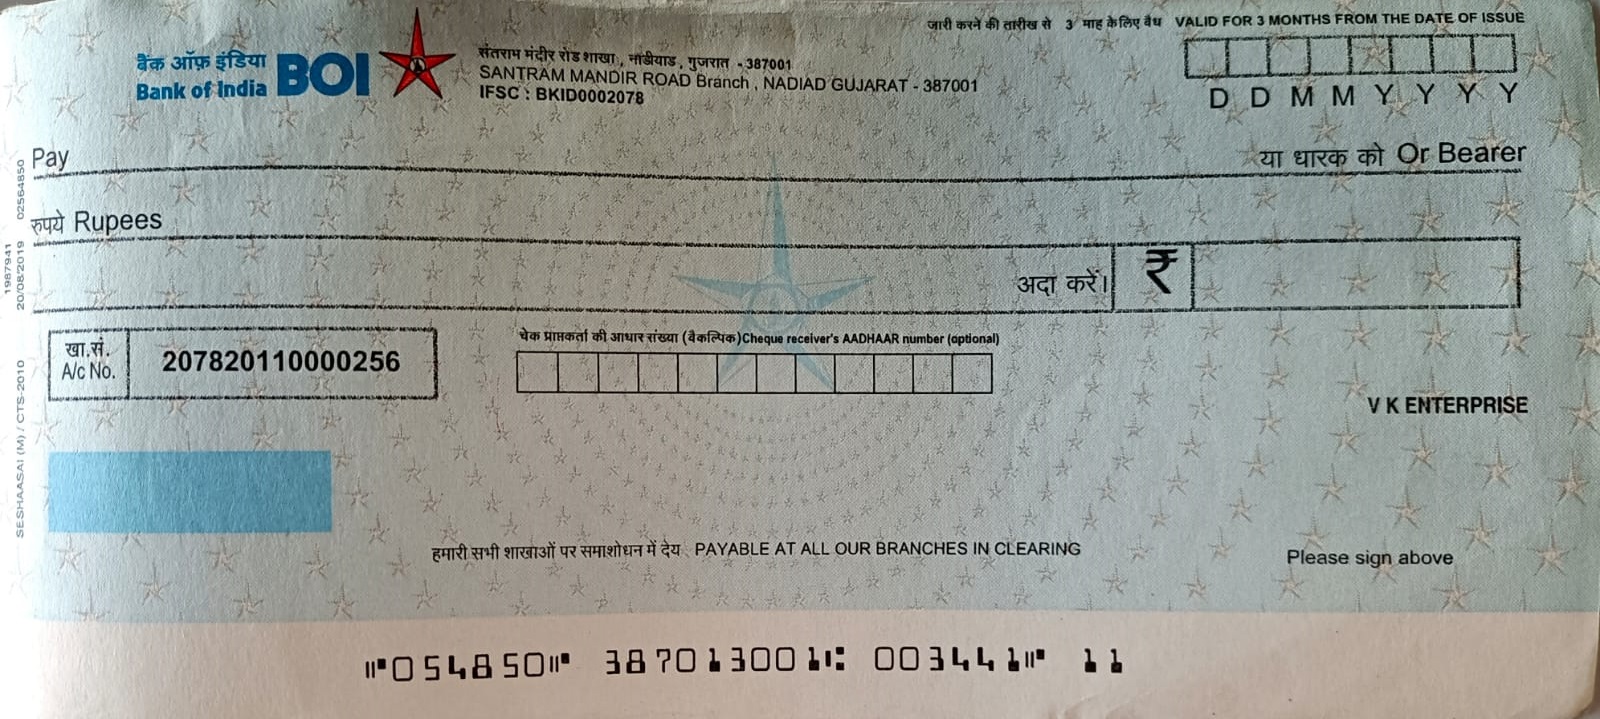 जारी करने की तारीख से 3 माह के लिए वैध VALID FOR 3 MONTHS FROM THE DATE OF ISSUE
बैंक ऑफ़ इंडिया BOI
Bank of India
संतराम मंदीर रोड शाखा , नाडीयाड , गुजरात - 387001
SANTRAM MANDIR ROAD Branch , NADIAD GUJARAT - 387001
IFSC : BKID0002078
D D M M Y Y Y Y
Pay
या धारक को Or Bearer
रुपये Rupees
अदा करें। ₹
खा.सं.
A/c No.
207820110000256
चेक प्राप्तकर्ता की आधार संख्या (वैकल्पिक) Cheque receiver's AADHAAR number (optional)
V K ENTERPRISE
हमारी सभी शाखाओं पर समाशोधन में देय : PAYABLE AT ALL OUR BRANCHES IN CLEARING
Please sign above
⑈054850⑈ 387013001⑆ 003441⑈ 11
SESHAASAI (M) / CTS-2010
20/08/2019 02564850
1987941